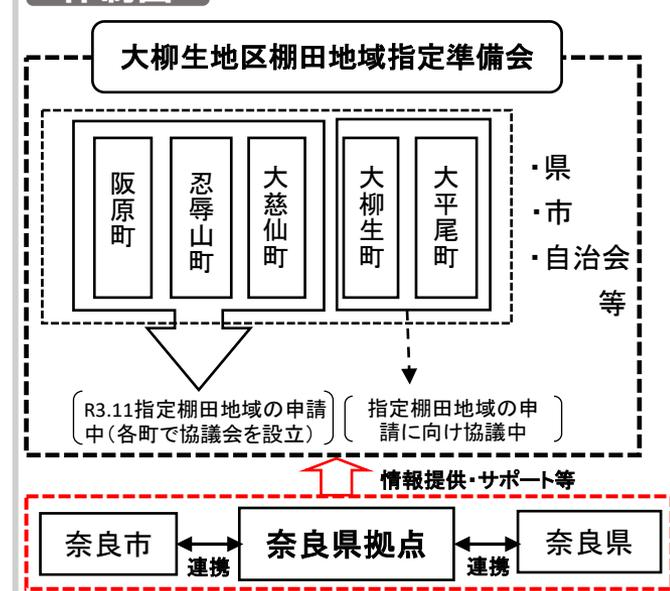 大柳生地区棚田地域指定準備会
阪原町
忍辱山町
大慈仙町
大柳生町
大平尾町
・県
・市
・自治会
等
R3.11指定棚田地域の申請
中（各町で協議会を設立）
指定棚田地域の申
請に向け協議中
情報提供・サポート等
奈良市
連携
奈良県拠点
連携
奈良県